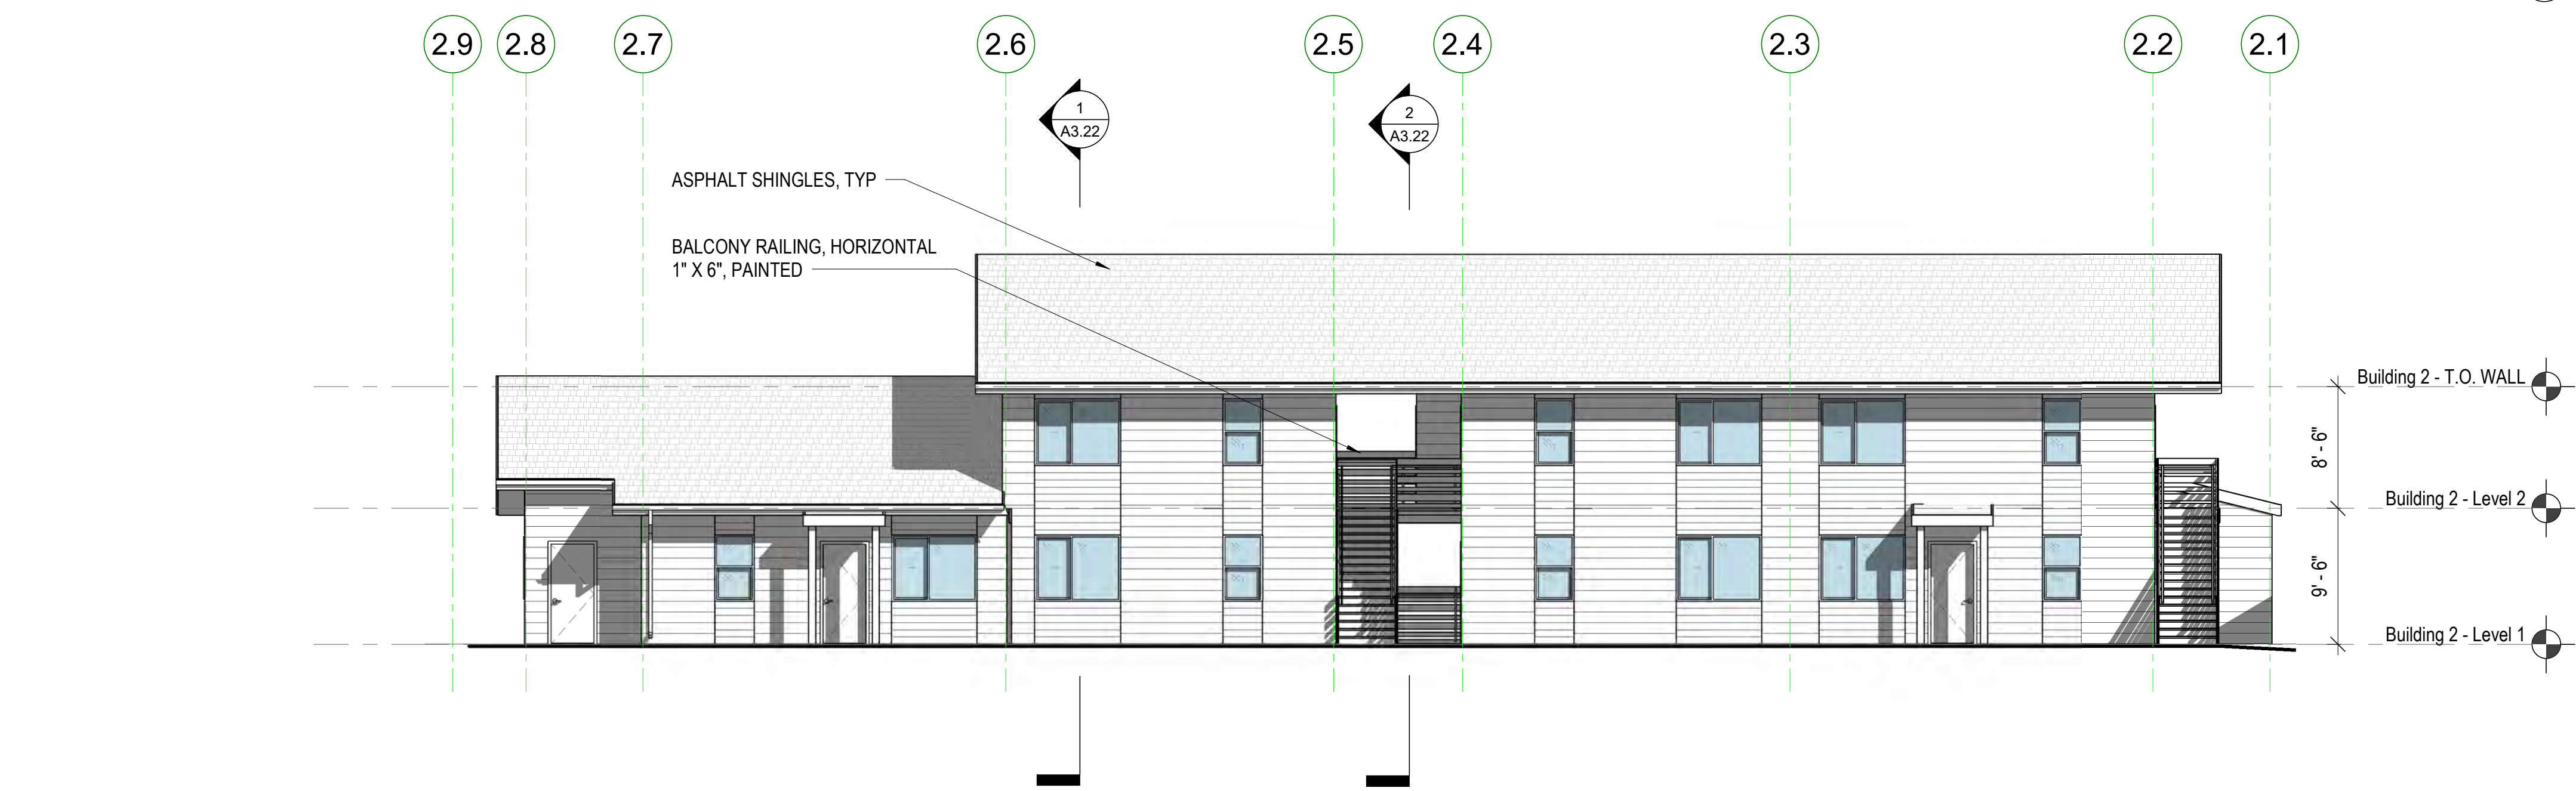 2.9
2.8
2.7
2.6
2.5
2.4
2.3
2.2
2.1
1
A3.22
2
A3.22
ASPHALT SHINGLES, TYP
BALCONY RAILING, HORIZONTAL
1" X 6", PAINTED
Building 2 - T.O. WALL
8' - 6"
Building 2 - Level 2
9' - 6"
Building 2 - Level 1